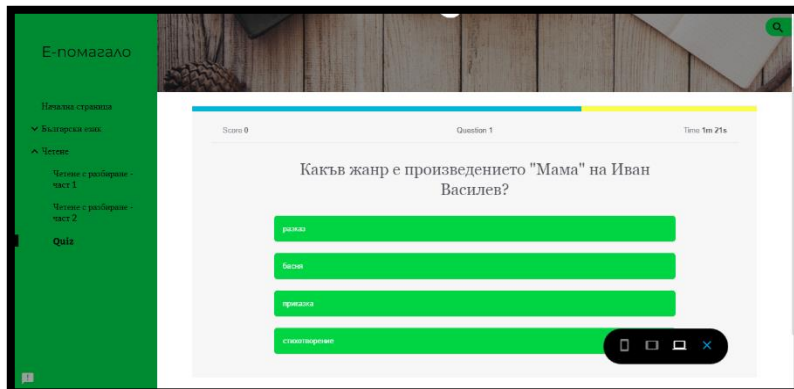 Е-помагало
Начална страница
Български език
Четене
Четене с разбиране -
част 1
Четене с разбиране -
част 2
Quiz
Score 0
Question 1
Time 1m 21s
Какъв жанр е произведението "Мама" на Иван
Василев?
разказ
басня
приказка
стихотворение